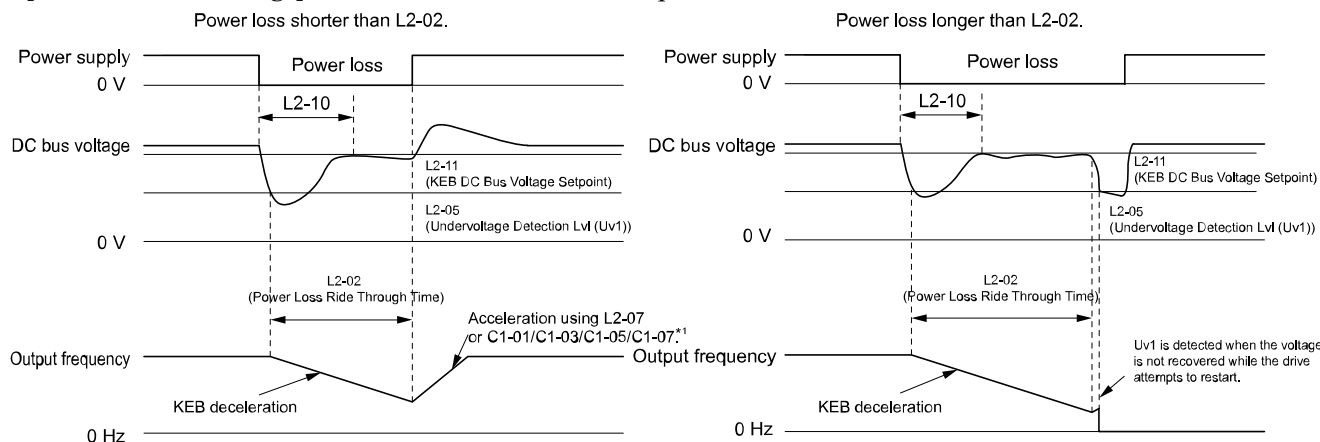 Power loss shorter than L2-02.
Power supply
Power loss
0 V
L2-10
DC bus voltage
L2-11
(KEB DC Bus Voltage Setpoint)
L2-05
(Undervoltage Detection Lvl (Uv1))
0 V
L2-02
(Power Loss Ride Through Time)
Acceleration using L2-07
or C1-01/C1-03/C1-05/C1-07.*1
Output frequency
KEB deceleration
0 Hz
Power loss longer than L2-02.
Power supply
Power loss
0 V
L2-10
DC bus voltage
L2-11
(KEB DC Bus Voltage Setpoint)
L2-05
(Undervoltage Detection Lvl (Uv1))
0 V
L2-02
(Power Loss Ride Through Time)
Output frequency
Uv1 is detected when the voltage
is not recovered while the drive
attempts to restart.
KEB deceleration
0 Hz